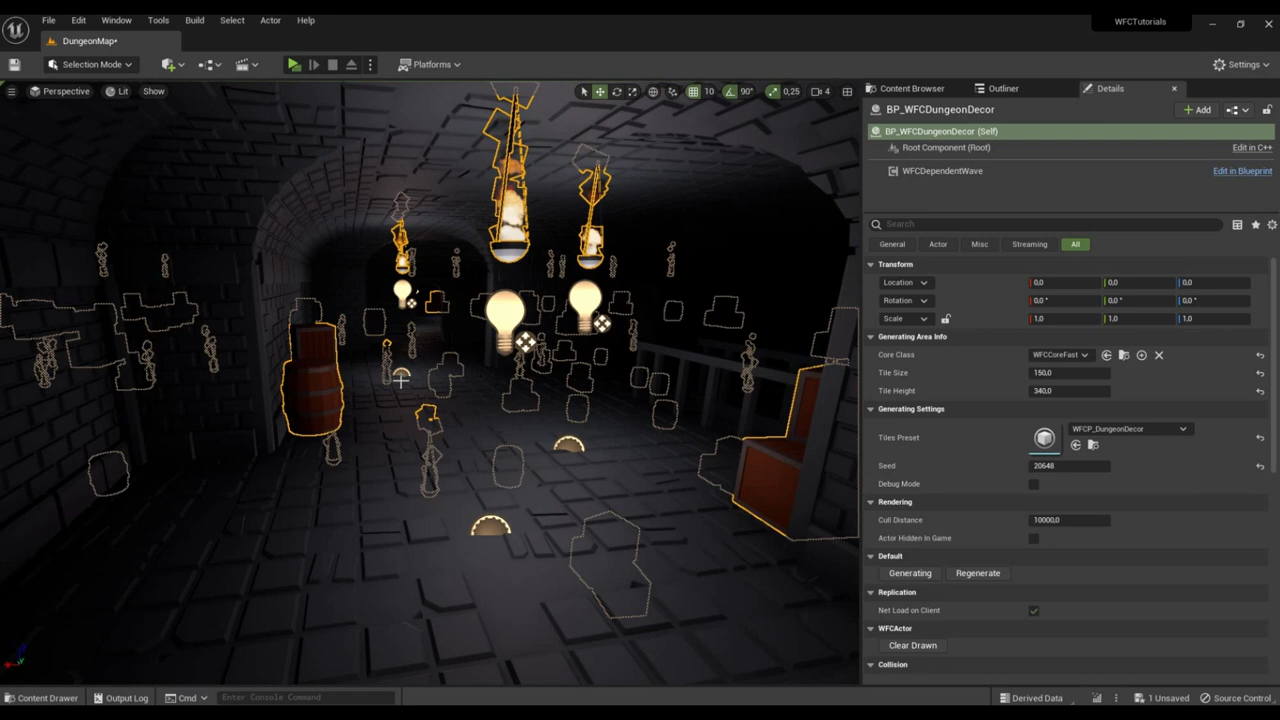 File Edit Window Tools Build Select Actor Help
WFCTutorials
DungeonMap*
Selection Mode
Platforms
Settings
Perspective Lit Show
10 90° 0,25 4
Content Browser Outliner Details
BP_WFCDungeonDecor
Add
BP_WFCDungeonDecor (Self)
Root Component (Root) Edit in C++
WFCDependentWave Edit in Blueprint
Search
General Actor Misc Streaming All
Transform
Location 0,0 0,0 0,0
Rotation 0,0 ° 0,0 ° 0,0 °
Scale 1,0 1,0 1,0
Generating Area Info
Core Class WFCCoreFast
Tile Size 150,0
Tile Height 340,0
Generating Settings
Tiles Preset WFCP_DungeonDecor
Seed 20648
Debug Mode
Rendering
Cull Distance 10000,0
Actor Hidden In Game
Default
Generating Regenerate
Replication
Net Load on Client
WFCActor
Clear Drawn
Collision
Content Drawer Output Log Cmd Enter Console Command Derived Data 1 Unsaved Source Control